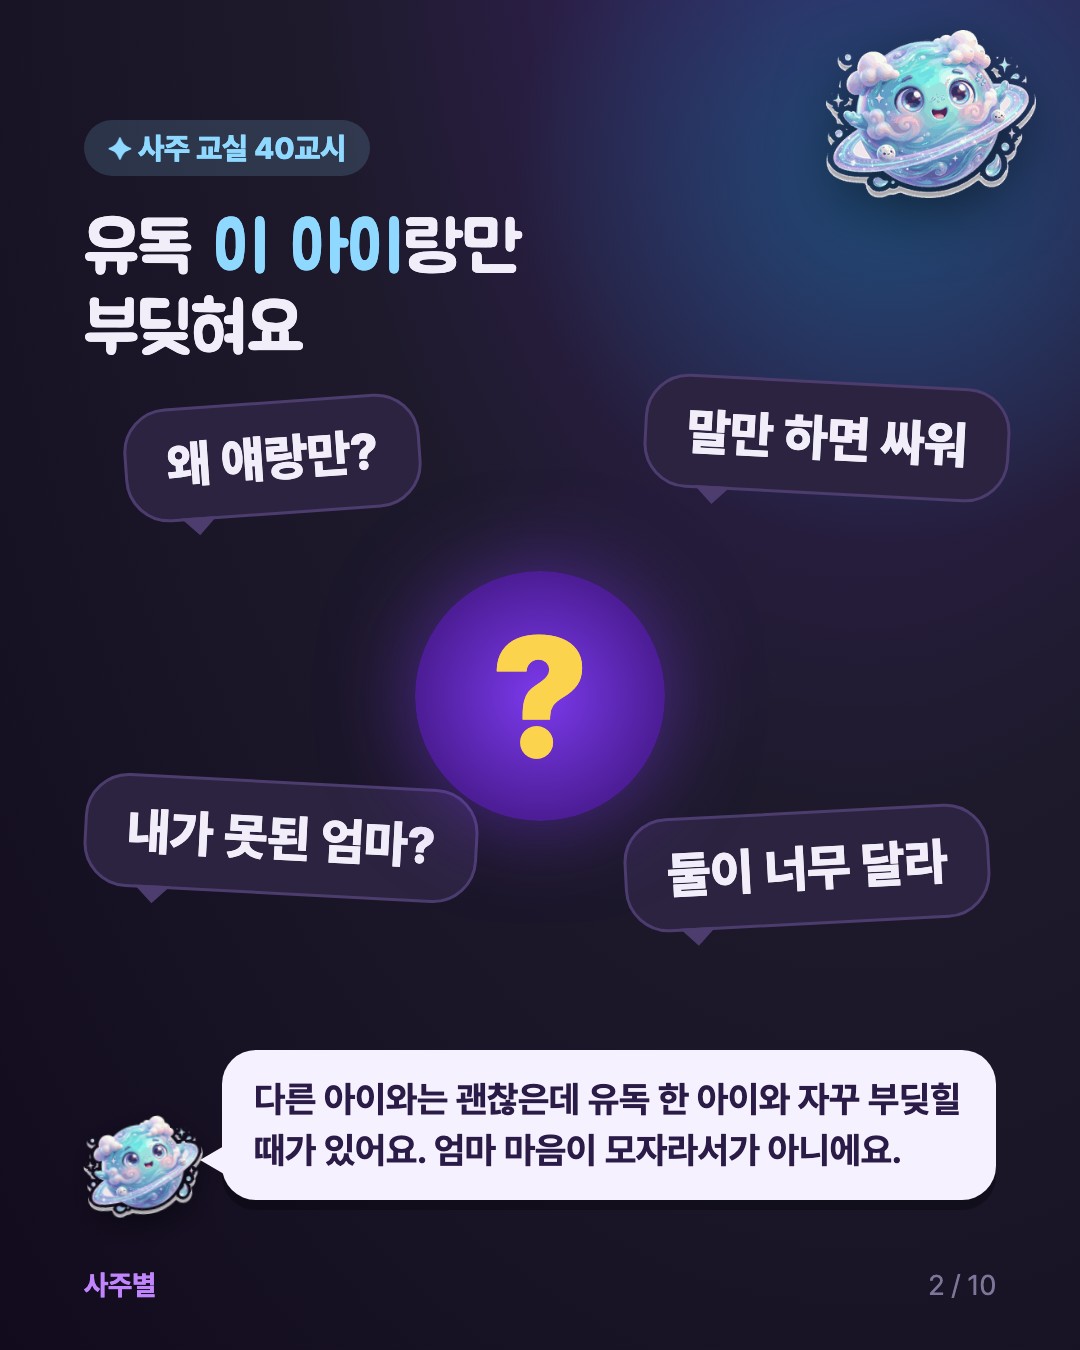 ✦ 사주 교실 40교시
유독 이 아이랑만
부딪혀요
왜 얘랑만?
말만 하면 싸워
?
내가 못된 엄마?
둘이 너무 달라
다른 아이와는 괜찮은데 유독 한 아이와 자꾸 부딪힐
때가 있어요. 엄마 마음이 모자라서가 아니에요.
사주별
2 / 10